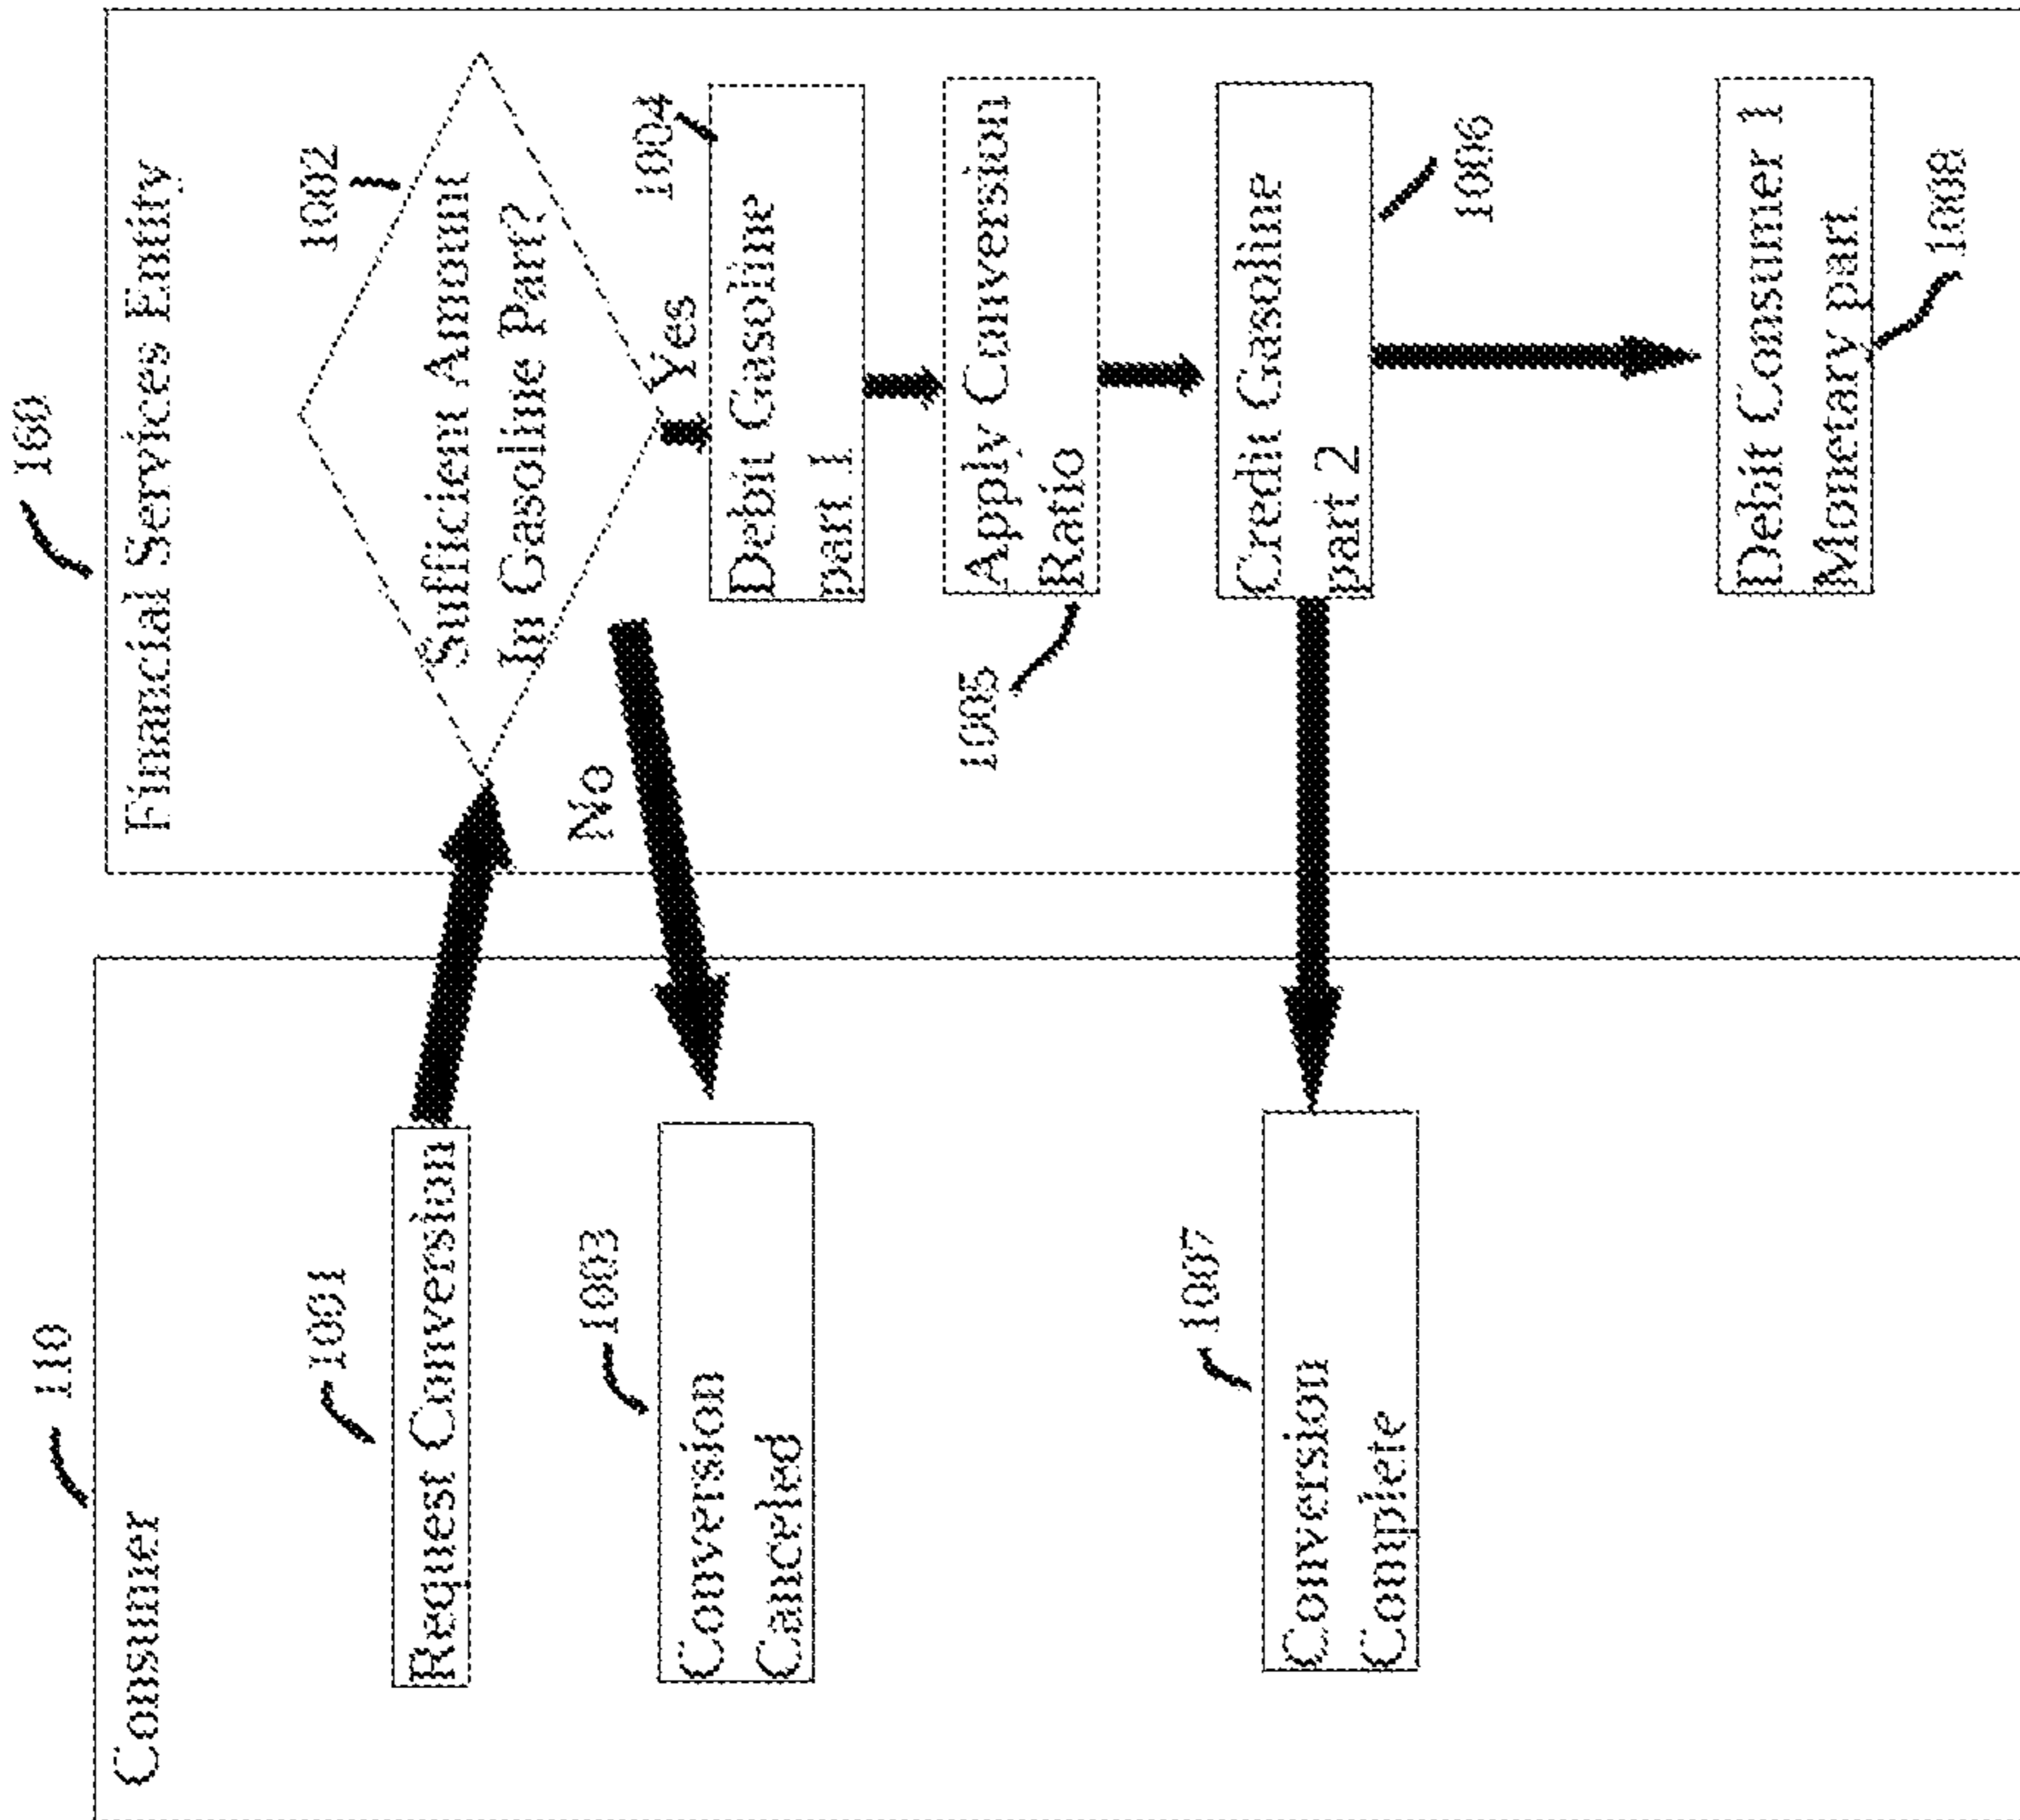 110
Consumer
1001
Request Conversion
1003
Conversion
Canceled
1007
Conversion
Complete
100
Financial Services Entity
1002
Sufficient Amount
In Gasoline Part?
No
Yes
1004
Debit Gasoline
part 1
1005
Apply Conversion
Ratio
1006
Credit Gasoline
part 2
1008
Debit Consumer 1
Monetary part